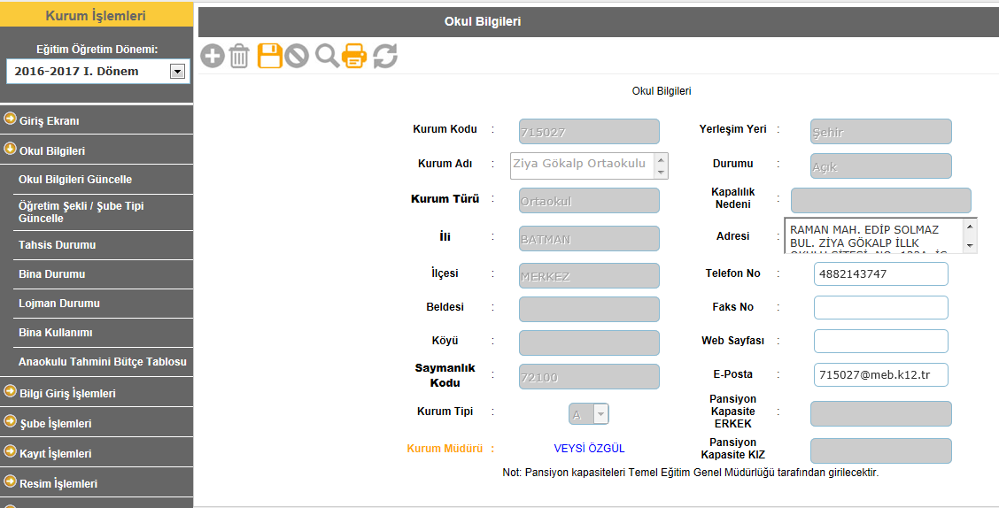 Kurum İşlemleri
Eğitim Öğretim Dönemi:
2016-2017 I. Dönem
Giriş Ekranı
Okul Bilgileri
Okul Bilgileri Güncelle
Öğretim Şekli / Şube Tipi
Güncelle
Tahsis Durumu
Bina Durumu
Lojman Durumu
Bina Kullanımı
Anaokulu Tahmini Bütçe Tablosu
Bilgi Giriş İşlemleri
Şube İşlemleri
Kayıt İşlemleri
Resim İşlemleri
Okul Bilgileri
Okul Bilgileri
Kurum Kodu : 715027
Yerleşim Yeri : Şehir
Kurum Adı : Ziya Gökalp Ortaokulu
Durumu : Açık
Kurum Türü : Ortaokul
Kapalılık
Nedeni :
İli : BATMAN
Adresi : RAMAN MAH. EDİP SOLMAZ
BUL. ZİYA GÖKALP İLLK
İlçesi : MERKEZ
Telefon No : 4882143747
Beldesi :
Faks No :
Köyü :
Web Sayfası :
Saymanlık
Kodu : 72100
E-Posta : 715027@meb.k12.tr
Kurum Tipi : A
Pansiyon
Kapasite :
ERKEK
Kurum Müdürü : VEYSİ ÖZGÜL
Pansiyon
Kapasite KIZ
Not: Pansiyon kapasiteleri Temel Eğitim Genel Müdürlüğü tarafından girilecektir.